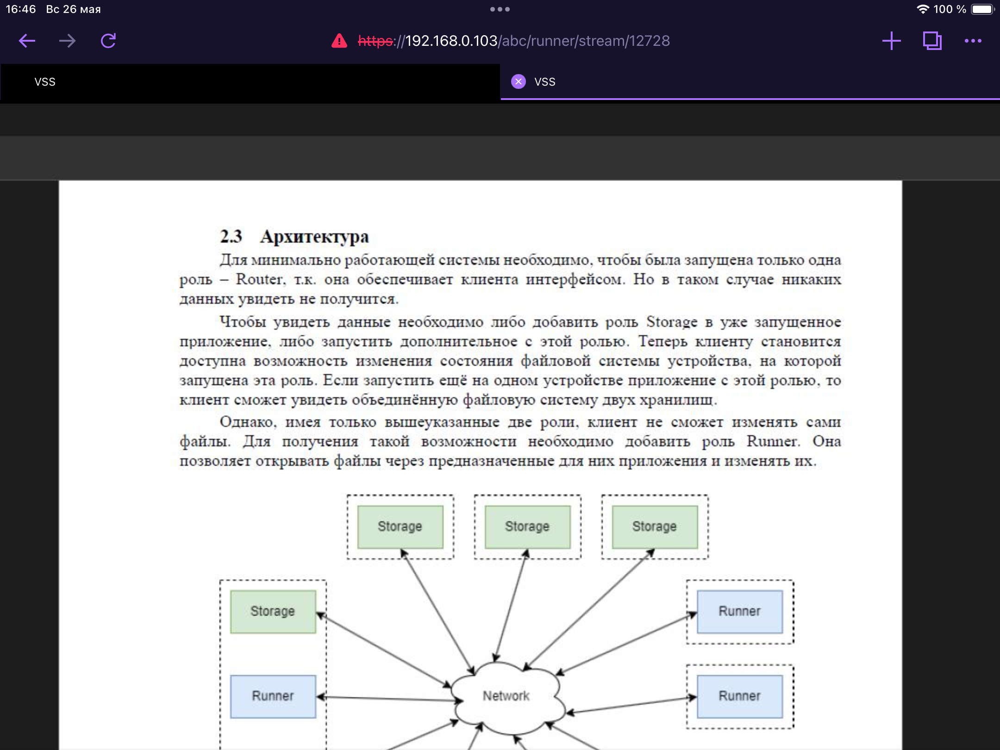 16:46 Вс 26 мая
100 %
https://192.168.0.103/abc/runner/stream/12728
VSS
VSS
2.3 Архитектура
Для минимально работающей системы необходимо, чтобы была запущена только одна
роль – Router, т.к. она обеспечивает клиента интерфейсом. Но в таком случае никаких
данных увидеть не получится.
Чтобы увидеть данные необходимо либо добавить роль Storage в уже запущенное
приложение, либо запустить дополнительное с этой ролью. Теперь клиенту становится
доступна возможность изменения состояния файловой системы устройства, на которой
запущена эта роль. Если запустить ещё на одном устройстве приложение с этой ролью, то
клиент сможет увидеть объединённую файловую систему двух хранилищ.
Однако, имея только вышеуказанные две роли, клиент не сможет изменять сами
файлы. Для получения такой возможности необходимо добавить роль Runner. Она
позволяет открывать файлы через предназначенные для них приложения и изменять их.
Storage
Storage
Storage
Storage
Runner
Runner
Network
Runner